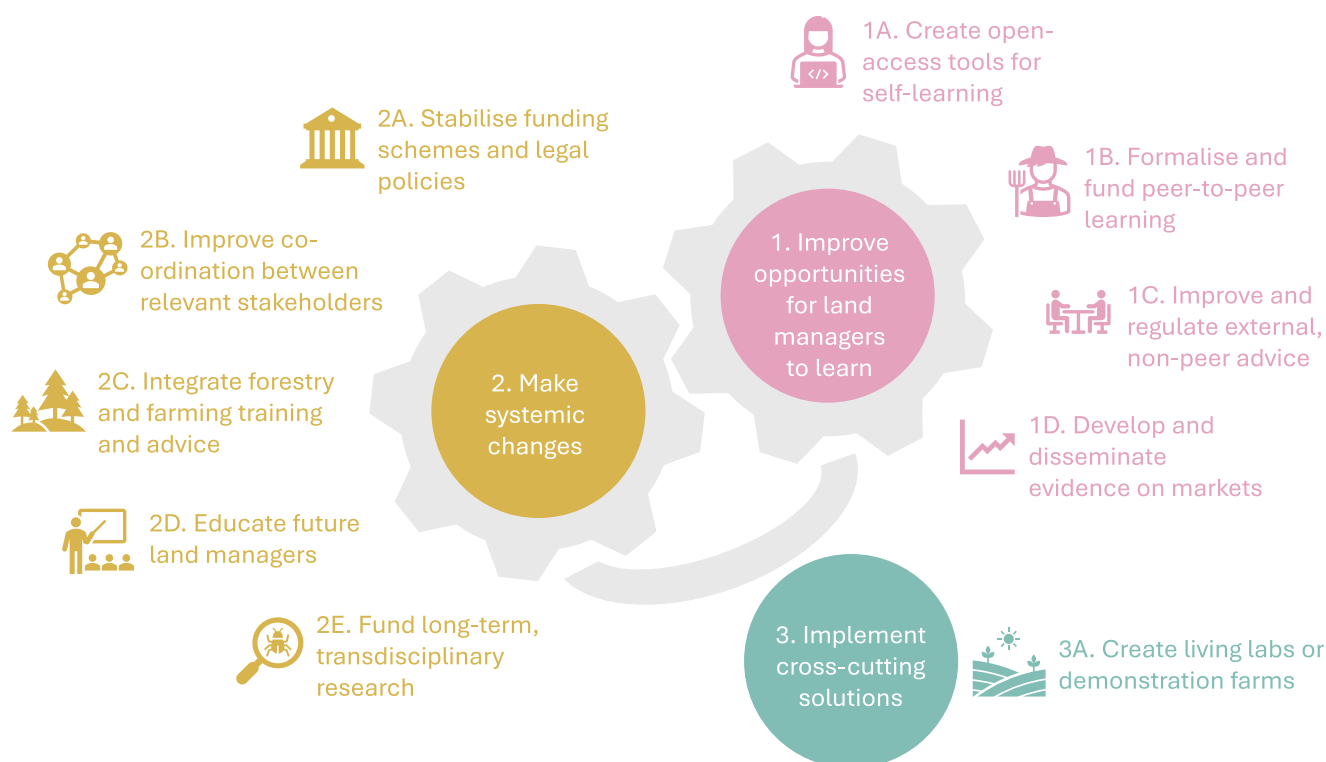 1. Improve
opportunities
for land
managers
to learn
1A. Create open-
access tools for
self-learning
1B. Formalise and
fund peer-to-peer
learning
1C. Improve and
regulate external,
non-peer advice
1D. Develop and
disseminate
evidence on markets
2. Make
systemic
changes
2A. Stabilise funding
schemes and legal
policies
2B. Improve co-
ordination between
relevant stakeholders
2C. Integrate forestry
and farming training
and advice
2D. Educate future
land managers
2E. Fund long-term,
transdisciplinary
research
3. Implement
cross-cutting
solutions
3A. Create living labs or
demonstration farms